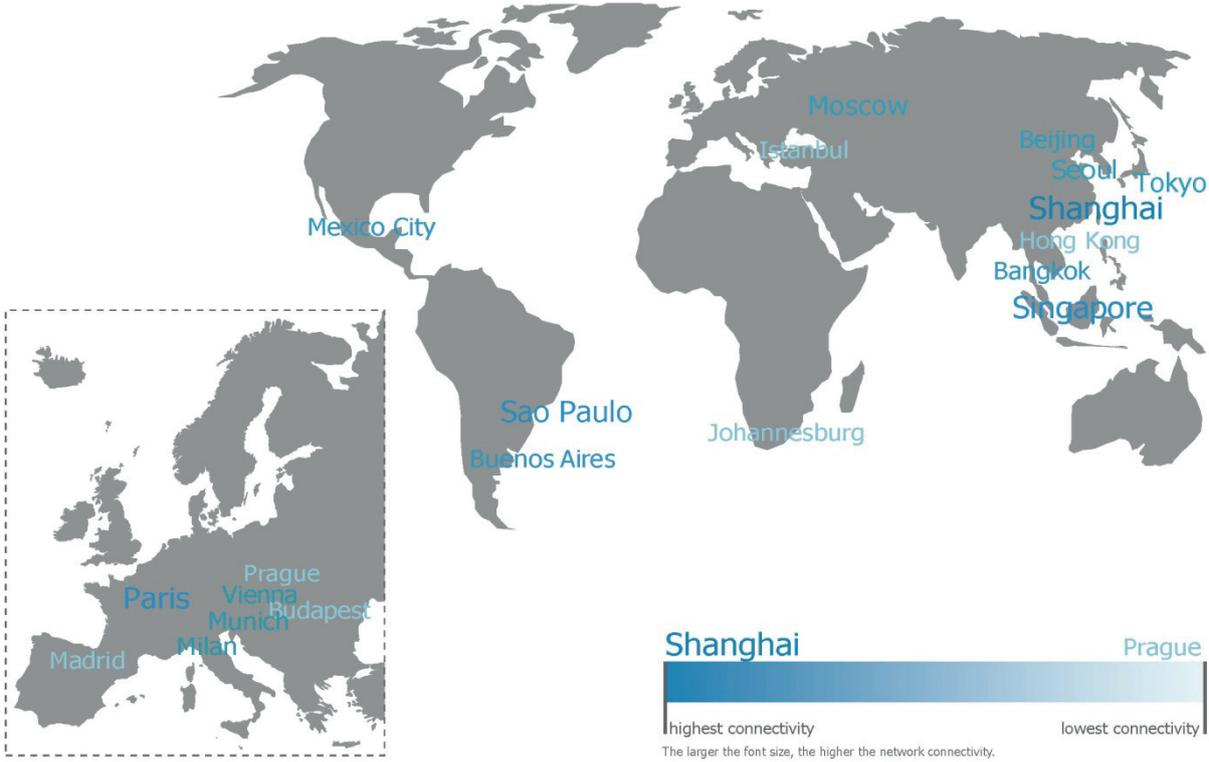 Moscow
Istanbul
Beijing
Seoul
Tokyo
Shanghai
Mexico City
Hong Kong
Bangkok
Singapore
Sao Paulo
Johannesburg
Buenos Aires
Prague
Paris
Vienna
Budapest
Munich
Milan
Madrid
Shanghai
Prague
highest connectivity
lowest connectivity
The larger the font size, the higher the network connectivity.